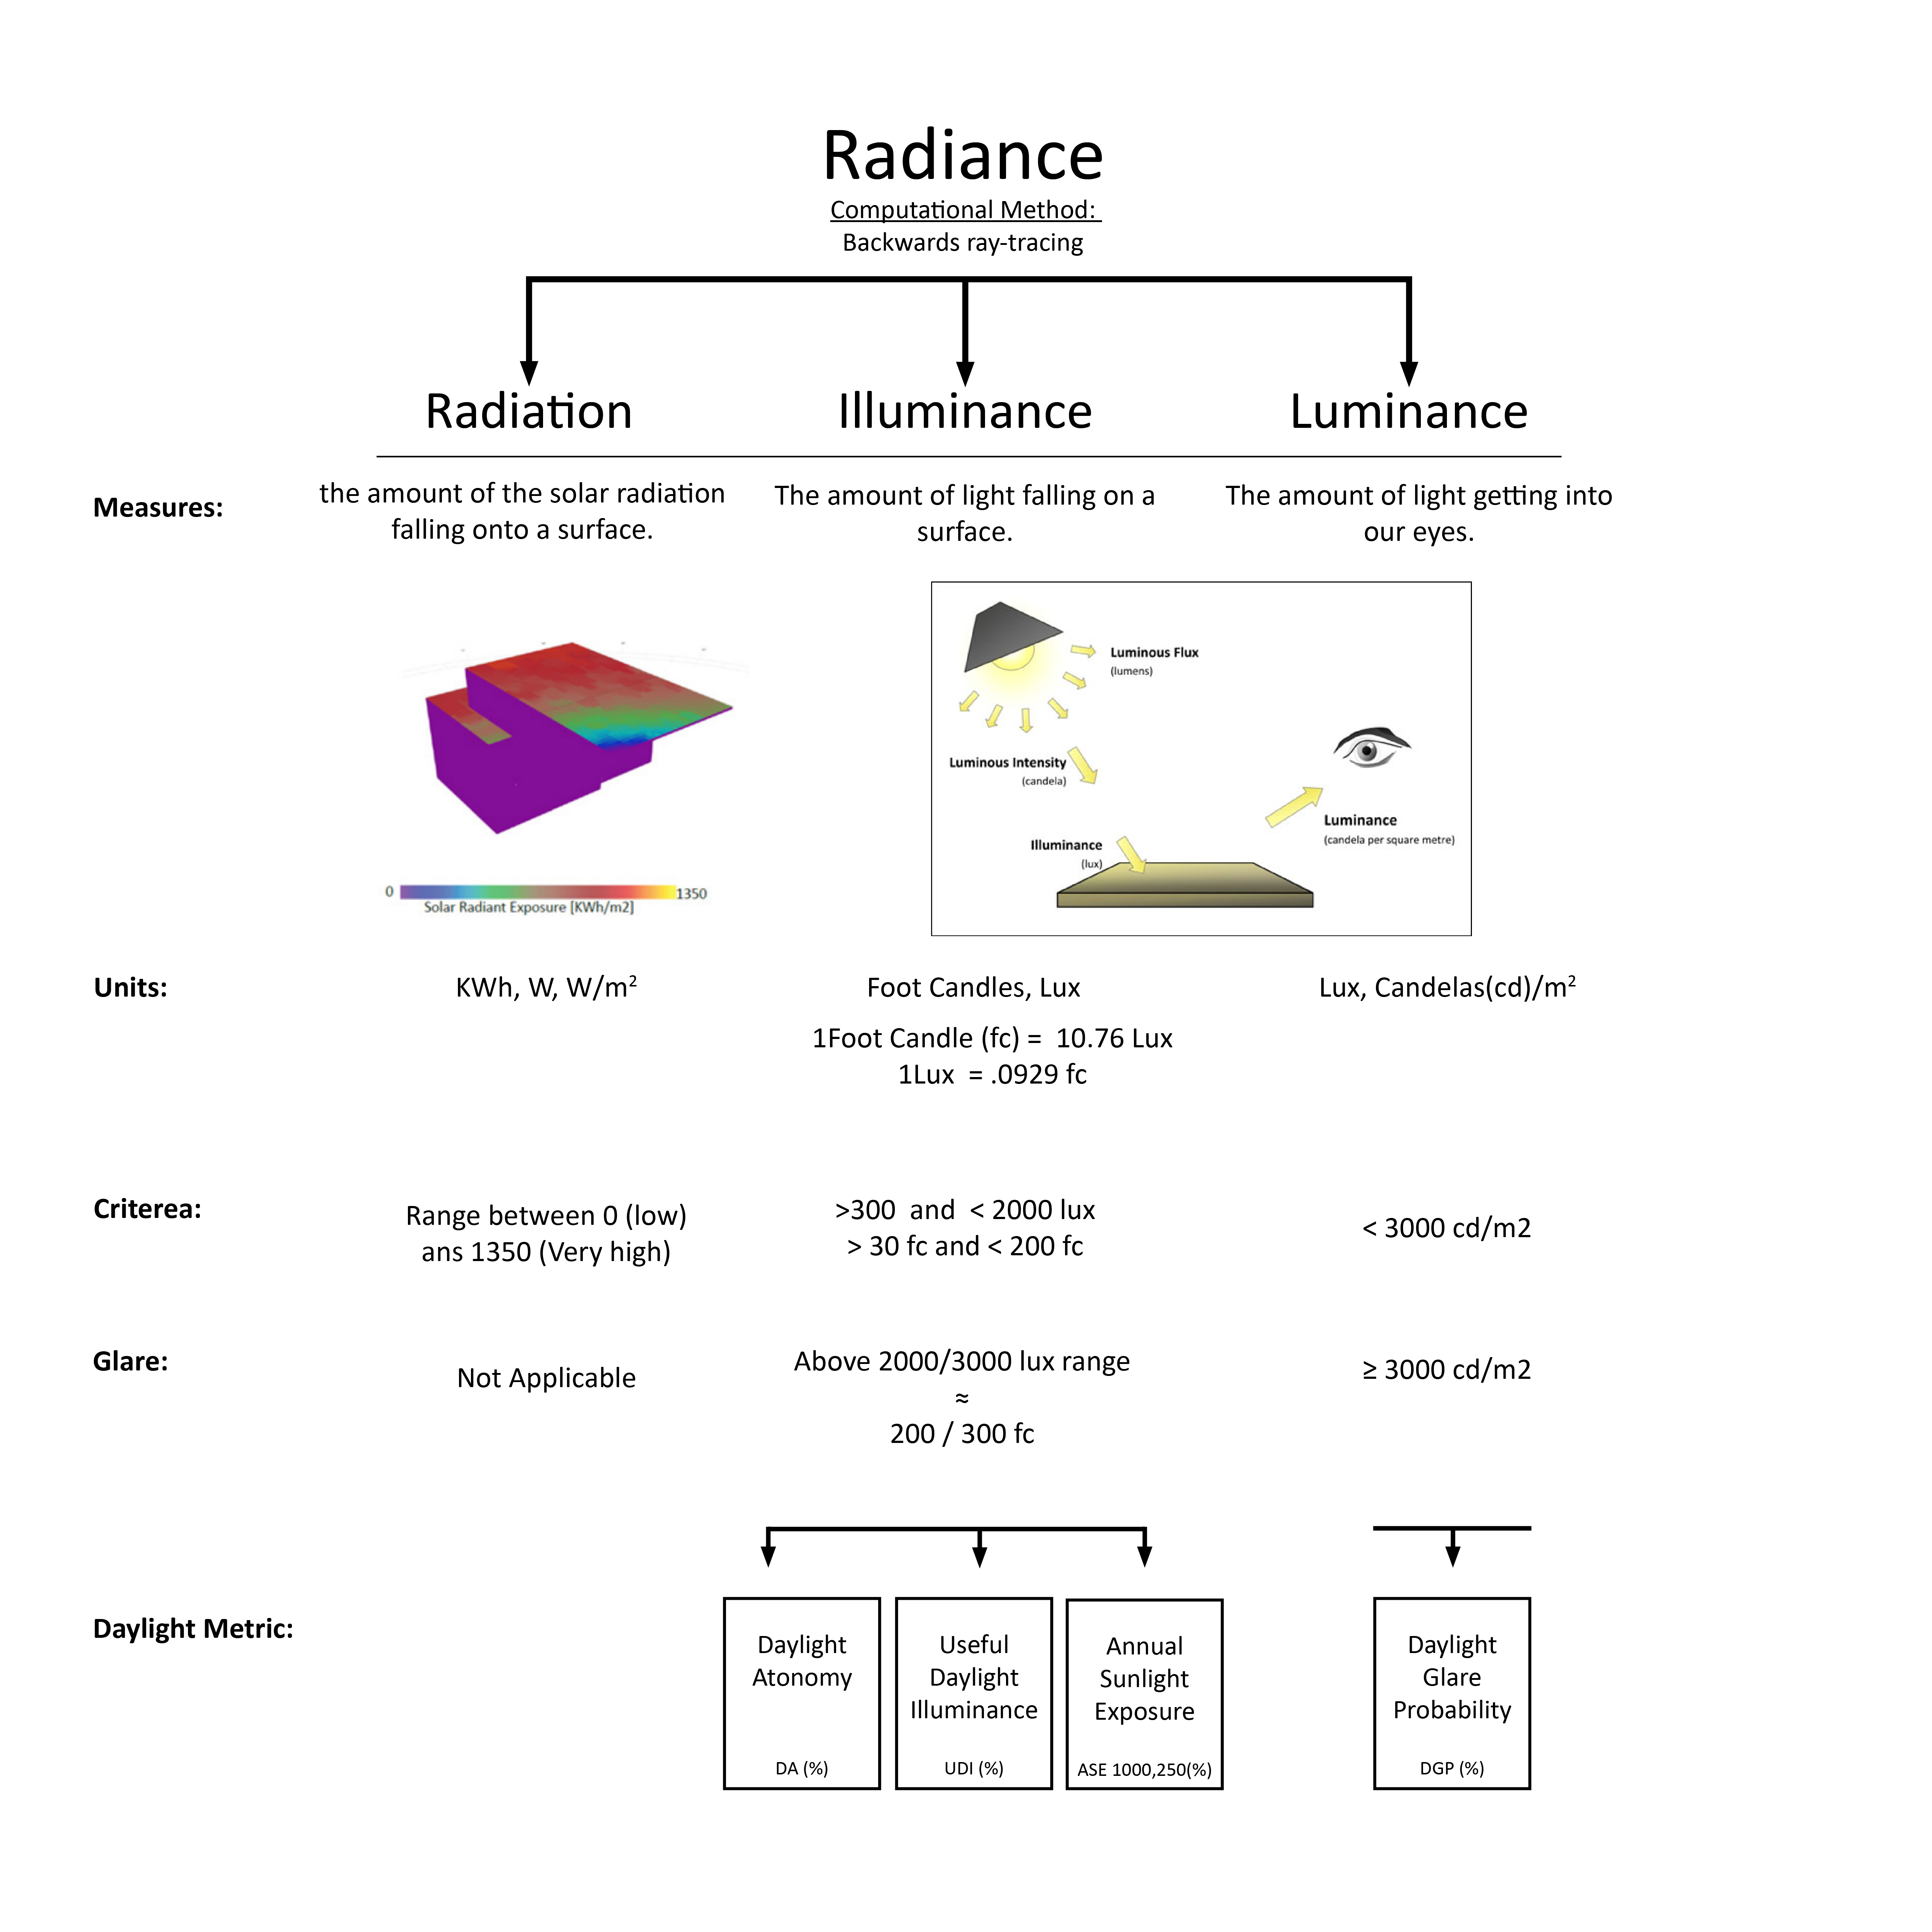 Radiance
Computational Method:
Backwards ray-tracing
Radiation
Illuminance
Luminance
Measures:
the amount of the solar radiation
falling onto a surface.
The amount of light falling on a
surface.
The amount of light getting into
our eyes.
Luminous Flux
(lumens)
Luminous Intensity
(candela)
Illuminance
(lux)
Luminance
(candela per square metre)
0
1350
Solar Radiant Exposure [KWh/m2]
Units:
KWh, W, W/m²
Foot Candles, Lux
1Foot Candle (fc) = 10.76 Lux
1Lux = .0929 fc
Lux, Candelas(cd)/m²
Criterea:
Range between 0 (low)
ans 1350 (Very high)
>300 and < 2000 lux
> 30 fc and < 200 fc
< 3000 cd/m2
Glare:
Not Applicable
Above 2000/3000 lux range
≈
200 / 300 fc
≥ 3000 cd/m2
Daylight Metric:
Daylight
Atonomy
DA (%)
Useful
Daylight
Illuminance
UDI (%)
Annual
Sunlight
Exposure
ASE 1000,250(%)
Daylight
Glare
Probability
DGP (%)